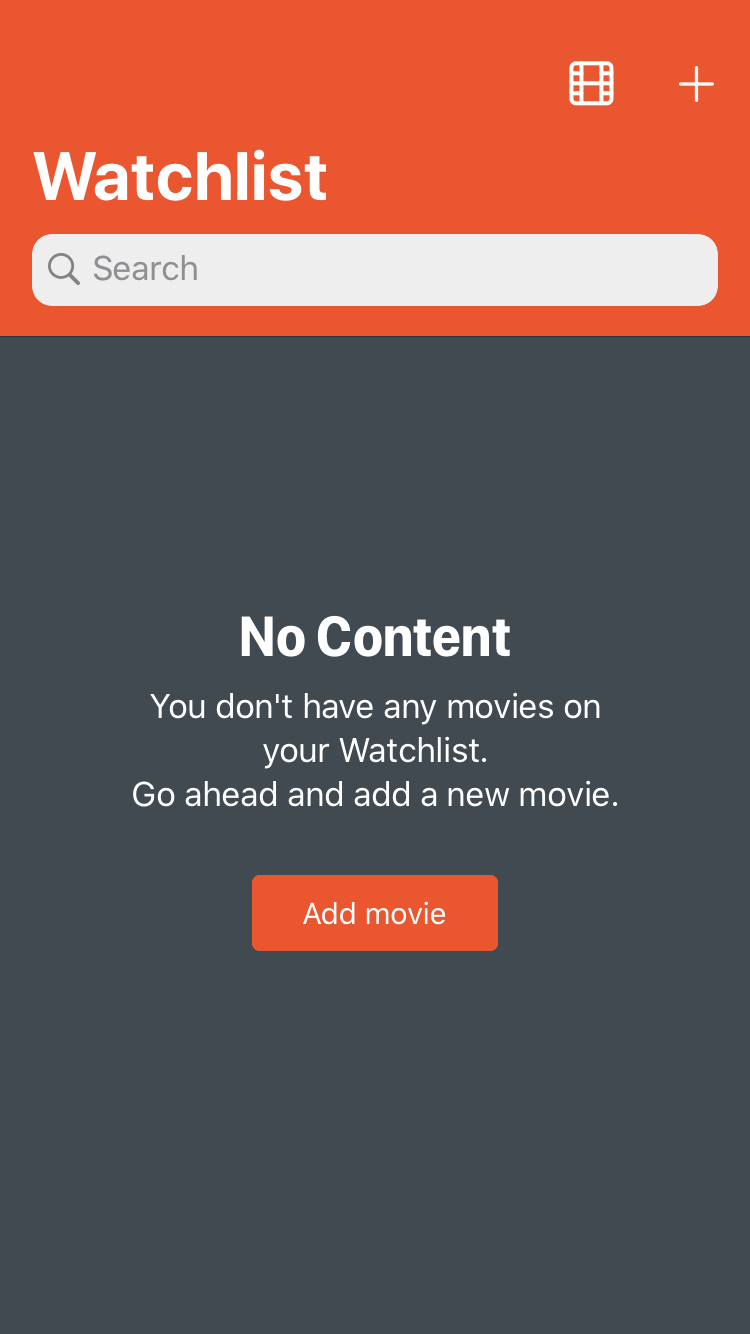 Watchlist
Search
No Content
You don't have any movies on
your Watchlist.
Go ahead and add a new movie.
Add movie